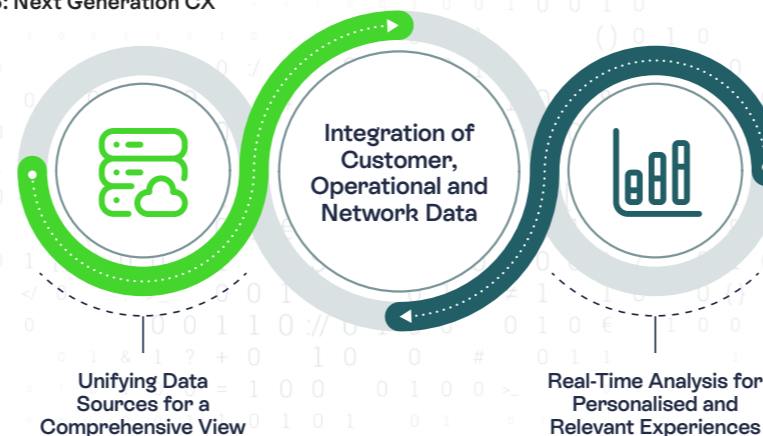 : Next Generation CX
Integration of
Customer,
Operational and
Network Data
Unifying Data
Sources for a
Comprehensive View
Real-Time Analysis for
Personalised and
Relevant Experiences